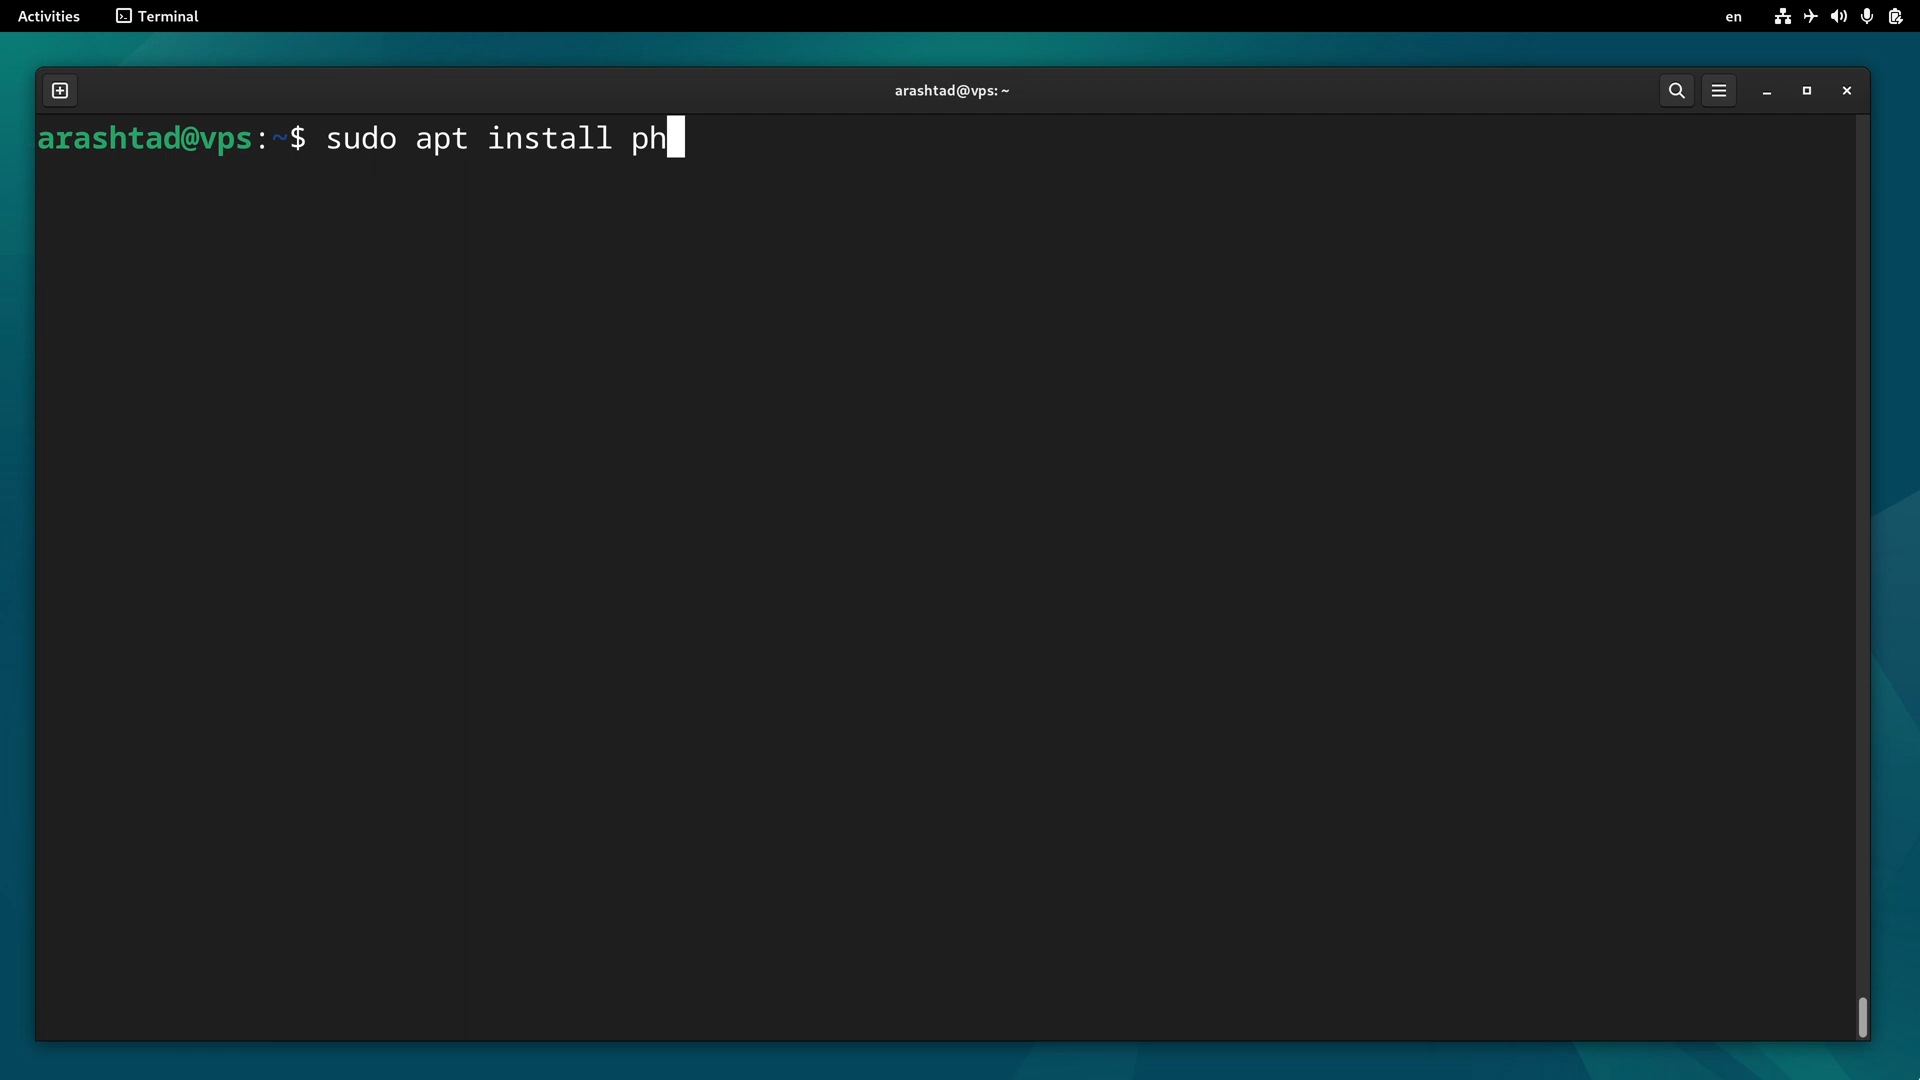 Activities Terminal en
arashtad@vps: ~
arashtad@vps:~$ sudo apt install ph